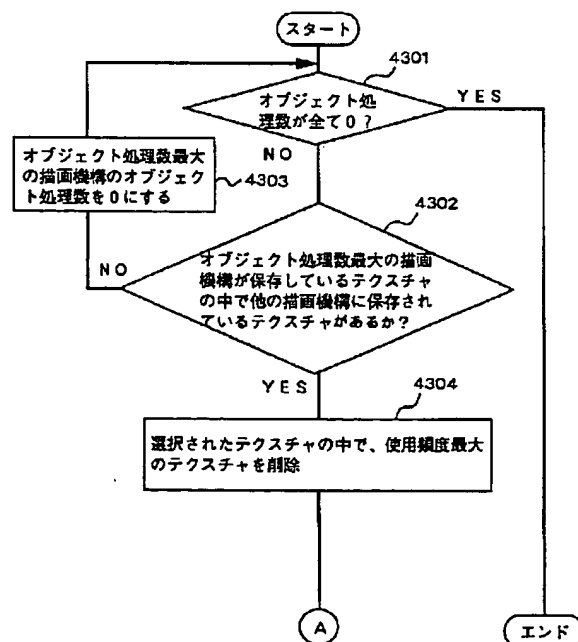 スタート
4301
オブジェクト処
理数が全て0?
YES
NO
オブジェクト処理数最大
の描画機構のオブジェク
ト処理数を0にする
4303
4302
NO
オブジェクト処理数最大の描画
機構が保存しているテクスチャ
の中で他の描画機構に保存され
ているテクスチャがあるか?
YES
4304
選択されたテクスチャの中で、使用頻度最大
のテクスチャを削除
A
エンド